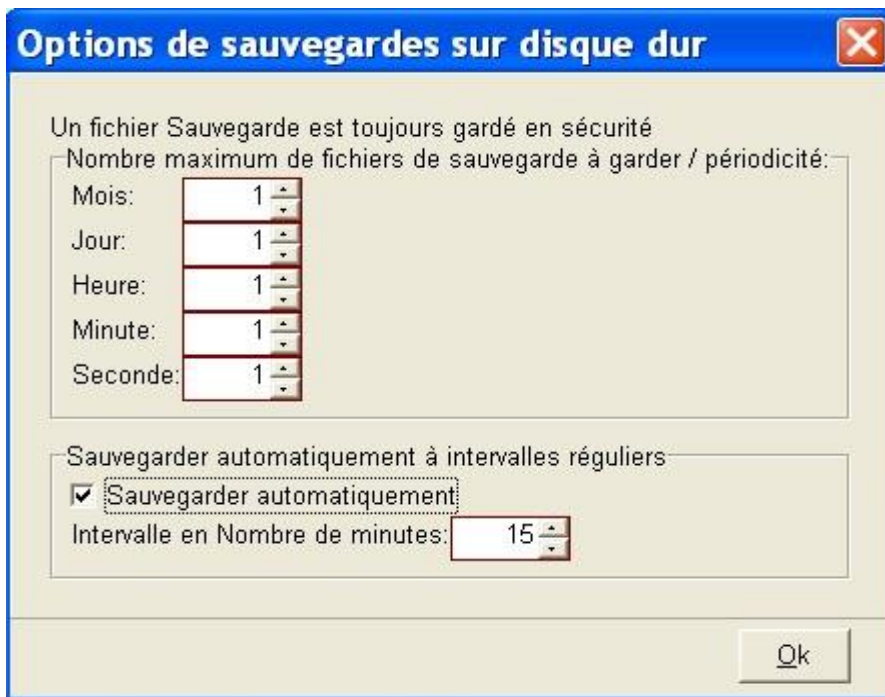 Options de sauvegardes sur disque dur
Un fichier Sauvegarde est toujours gardé en sécurité
Nombre maximum de fichiers de sauvegarde à garder / périodicité:
Mois: 1
Jour: 1
Heure: 1
Minute: 1
Seconde: 1
Sauvegarder automatiquement à intervalles réguliers
Sauvegarder automatiquement
Intervalle en Nombre de minutes: 15
Ok